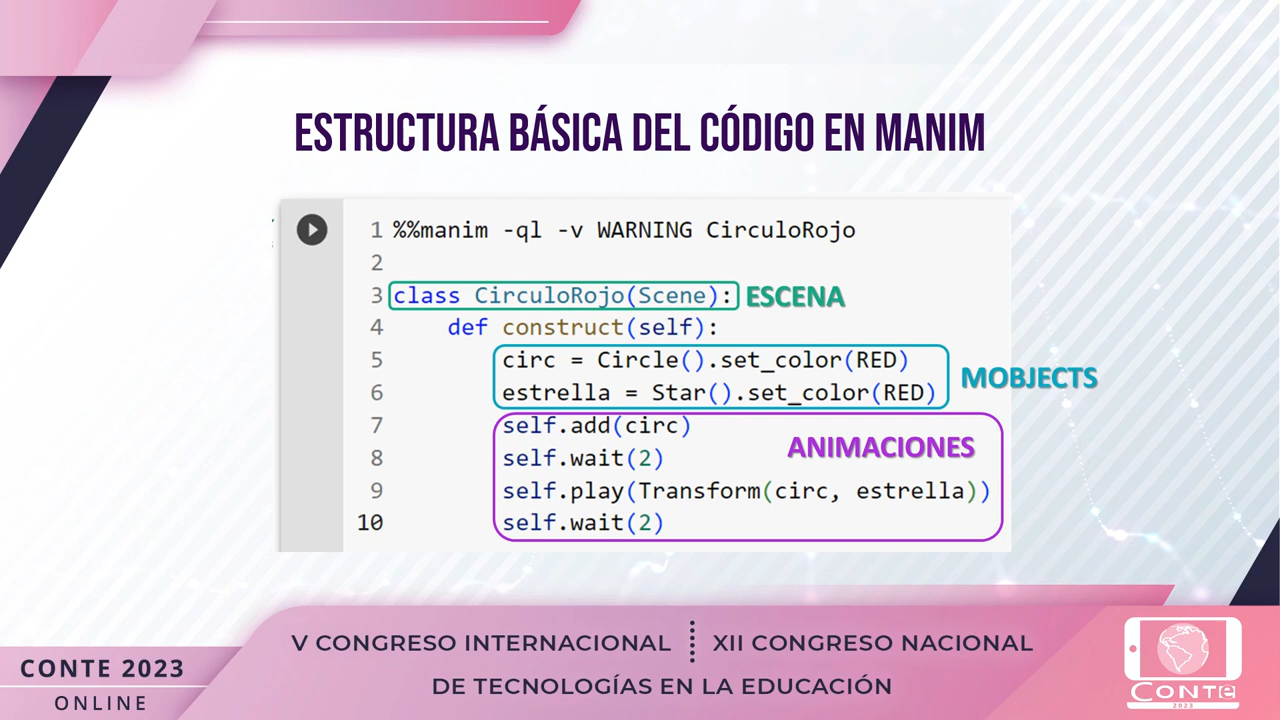 ESTRUCTURA BÁSICA DEL CÓDIGO EN MANIM
1 %%manim -ql -v WARNING CirculoRojo
2
3 class CirculoRojo(Scene): ESCENA
4     def construct(self):
5         circ = Circle().set_color(RED)
6         estrella = Star().set_color(RED)
MOBJECTS
7         self.add(circ)
ANIMACIONES
8         self.wait(2)
9         self.play(Transform(circ, estrella))
10         self.wait(2)
V CONGRESO INTERNACIONAL XII CONGRESO NACIONAL
DE TECNOLOGÍAS EN LA EDUCACIÓN
CONTE 2023
ONLINE
CONTE
2023